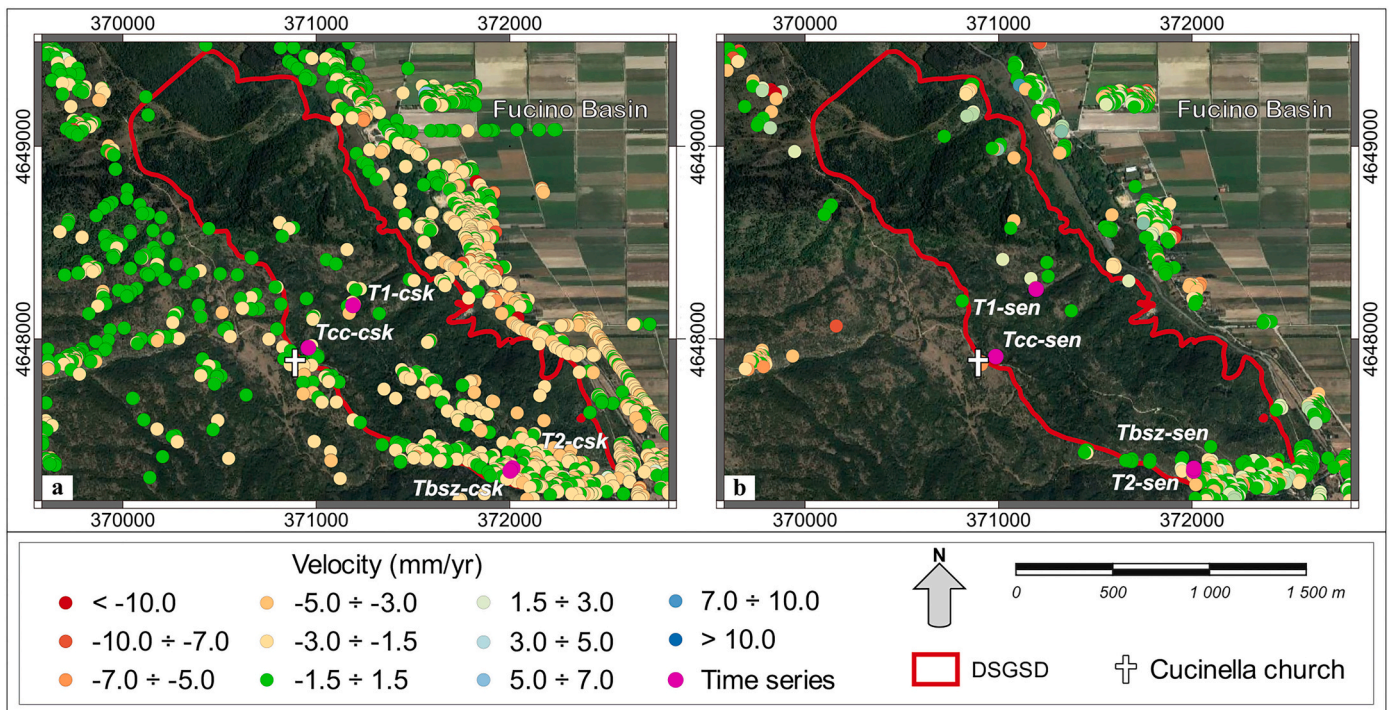 370000 371000 372000 370000 371000 372000
Fucino Basin Fucino Basin
4649000 4649000 4649000
T1-csk T1-sen
Tcc-csk Tcc-sen
4648000 4648000 4648000
T2-csk Tbsz-sen
Tbsz-csk T2-sen
a b
370000 371000 372000 370000 371000 372000
Velocity (mm/yr)
< -10.0 -5.0 ÷ -3.0 1.5 ÷ 3.0 7.0 ÷ 10.0
-10.0 ÷ -7.0 -3.0 ÷ -1.5 3.0 ÷ 5.0 > 10.0
-7.0 ÷ -5.0 -1.5 ÷ 1.5 5.0 ÷ 7.0 Time series
N
0 500 1 000 1 500 m
DSGSD Cucinella church